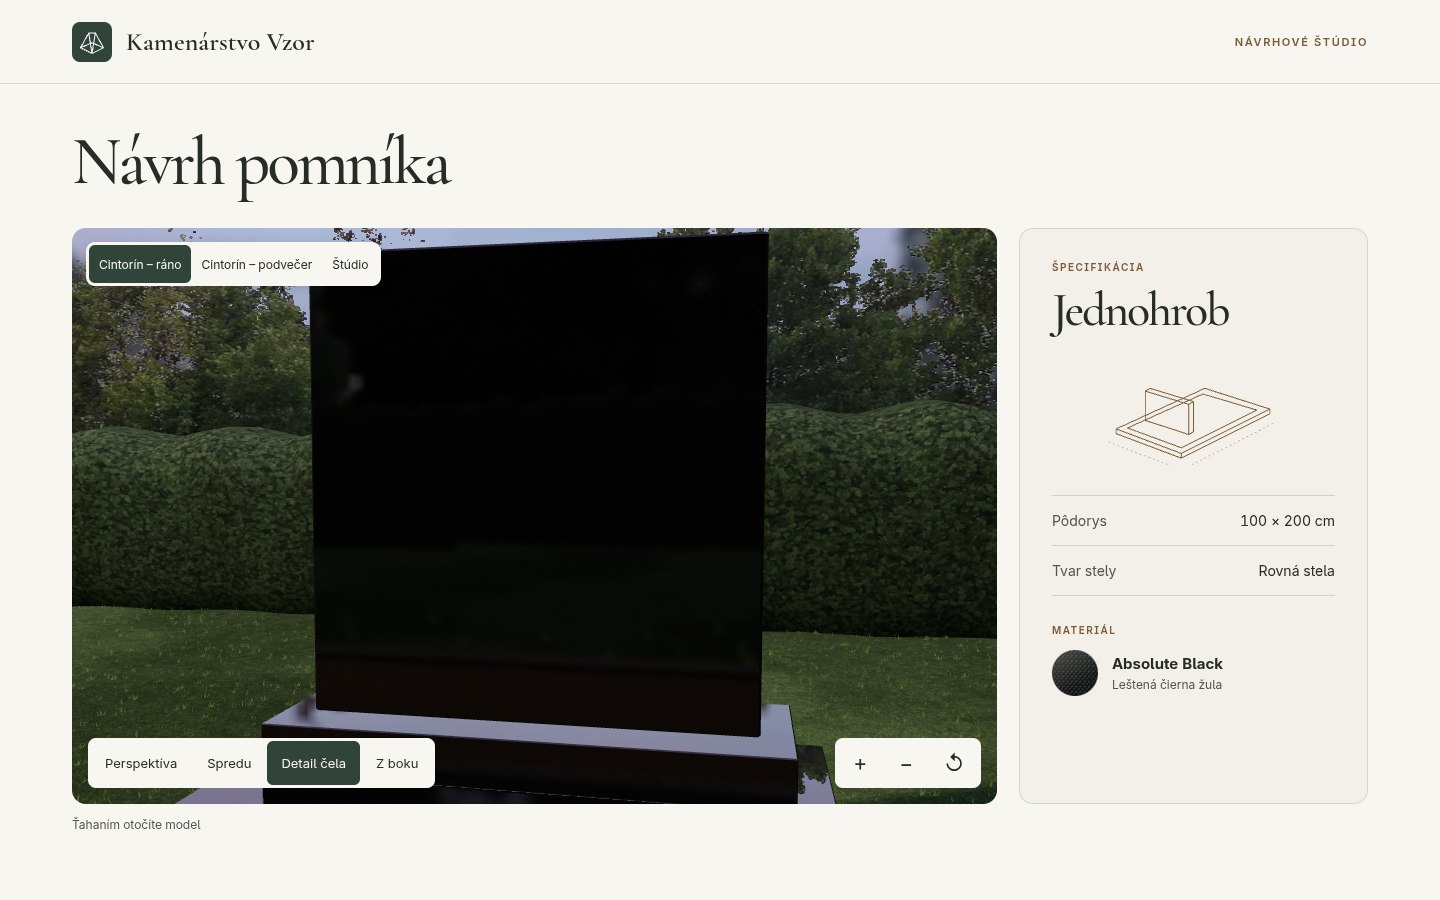 Kamenárstvo Vzor
NÁVRHOVÉ ŠTÚDIO
Návrh pomníka
Cintorín – ráno
Cintorín – podvečer
Štúdio
Perspektíva
Spredu
Detail čela
Z boku
+
−
Ťahaním otočíte model
ŠPECIFIKÁCIA
Jednohrob
Pôdorys
100 × 200 cm
Tvar stely
Rovná stela
MATERIÁL
Absolute Black
Leštená čierna žula